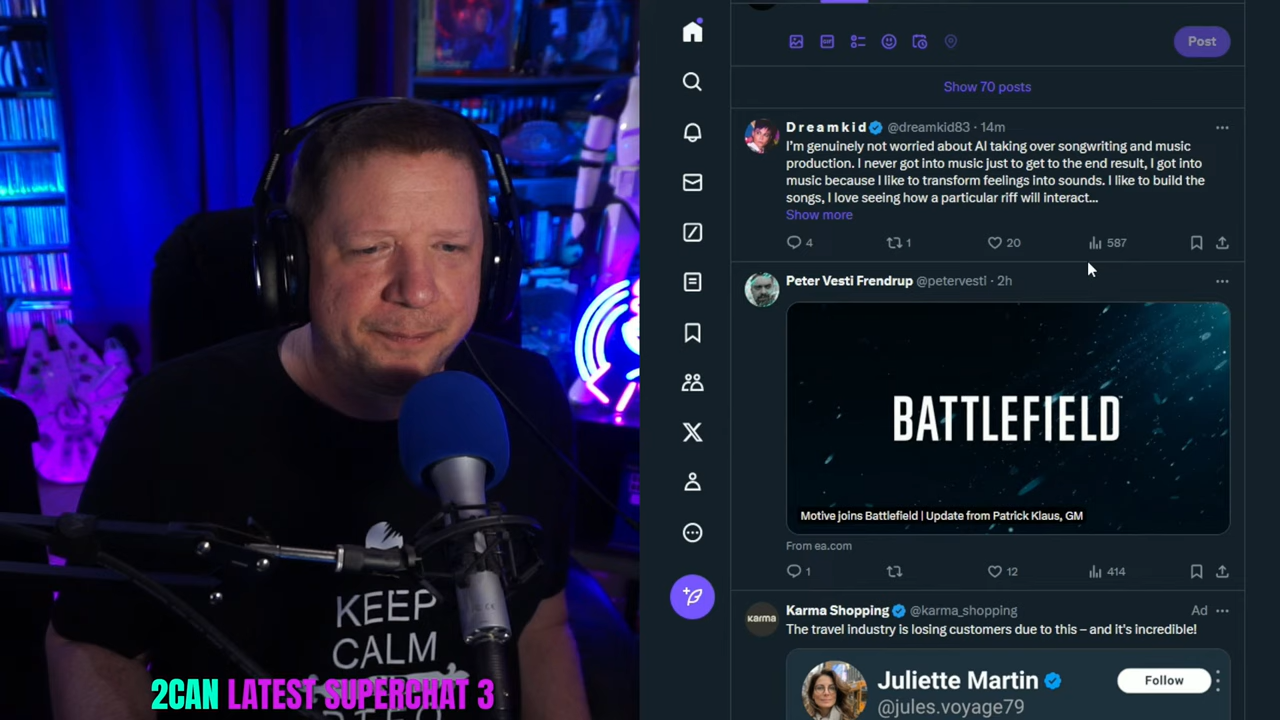 Post
Show 70 posts
Dreamkid @dreamkid83 · 14m
I'm genuinely not worried about AI taking over songwriting and music
production. I never got into music just to get to the end result, I got into
music because I like to transform feelings into sounds. I like to build the
songs, I love seeing how a particular riff will interact...
Show more
4 1 20 587
Peter Vesti Frendrup @petervesti · 2h
BATTLEFIELD
Motive joins Battlefield | Update from Patrick Klaus, GM
From ea.com
1 12 414
Karma Shopping @karma_shopping Ad
karma
The travel industry is losing customers due to this – and it's incredible!
Juliette Martin Follow
@jules.voyage79
KEEP
CALM
2CAN LATEST SUPERCHAT 3